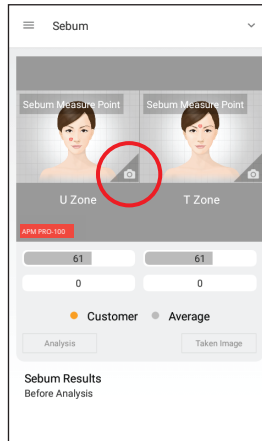 Sebum
Sebum Measure Point
Sebum Measure Point
U Zone
T Zone
APM PRO-100
61
61
0
0
Customer
Average
Analysis
Taken Image
Sebum Results
Before Analysis